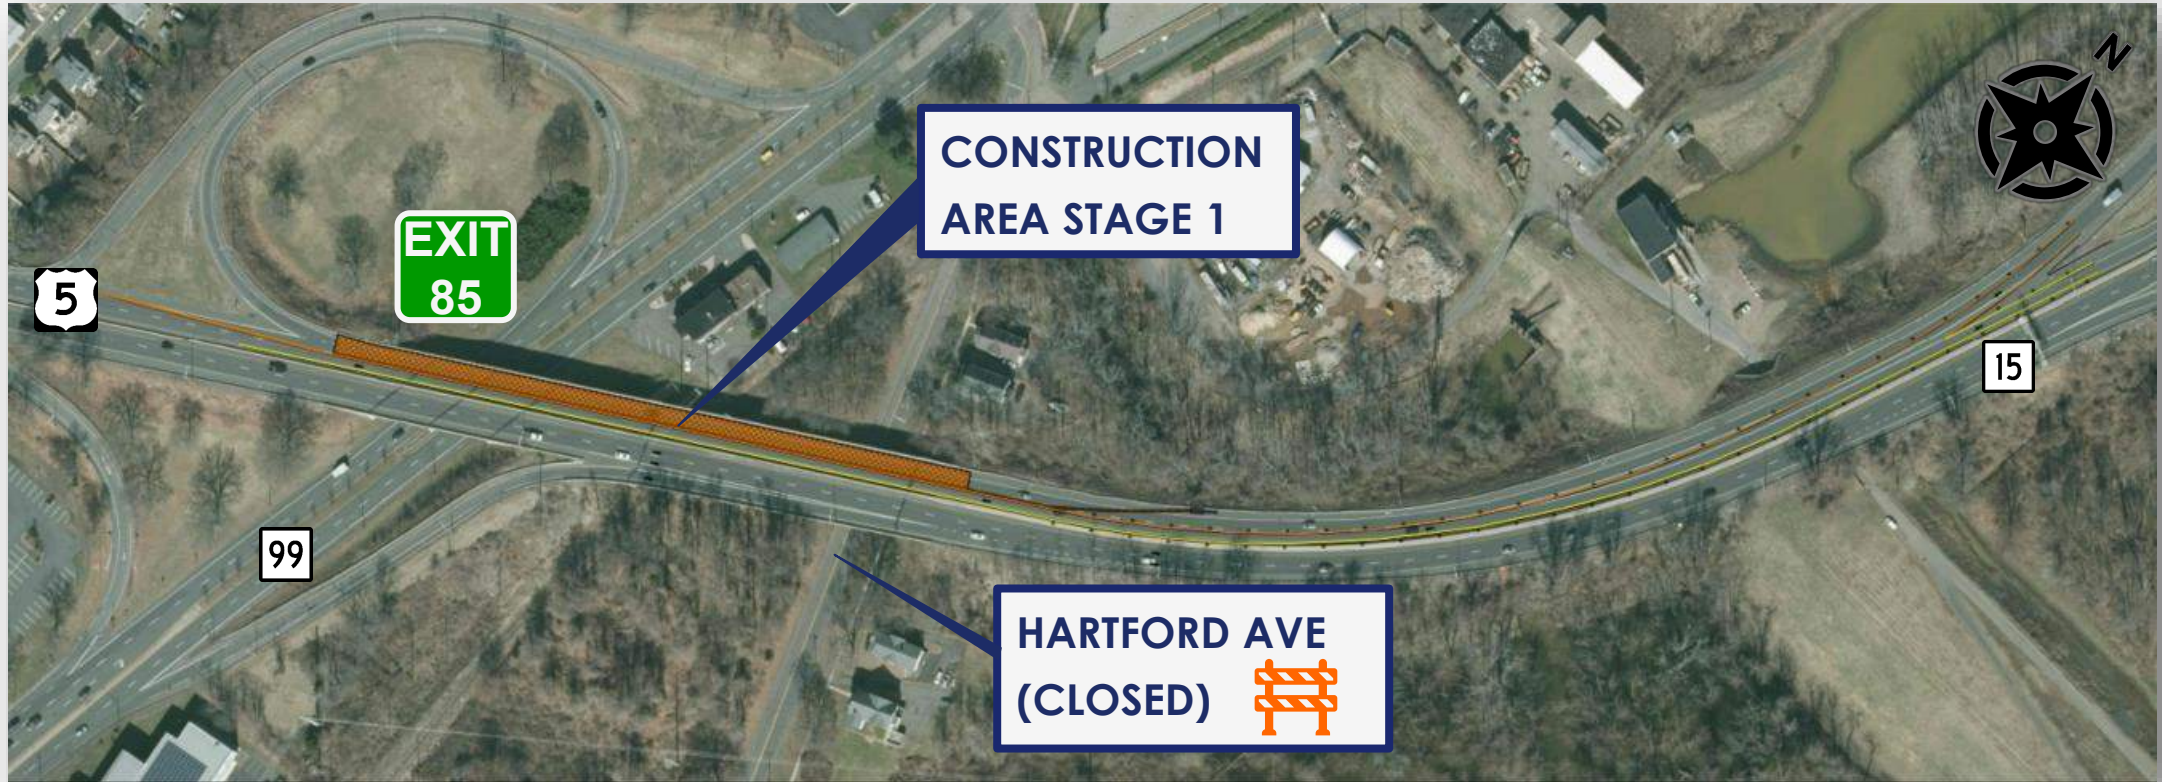 N
CONSTRUCTION
AREA STAGE 1
EXIT
85
5
15
99
HARTFORD AVE
(CLOSED)